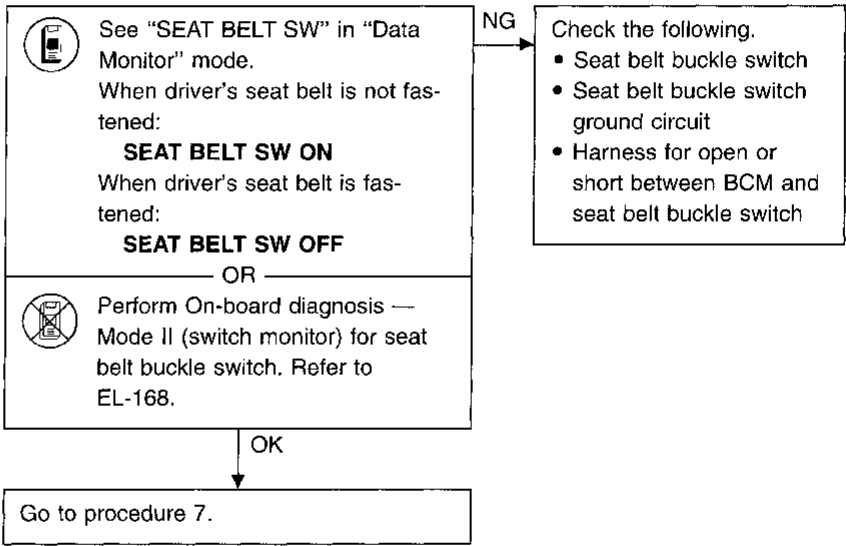 See “SEAT BELT SW” in “Data
Monitor” mode.
When driver's seat belt is not fas-
tened:
SEAT BELT SW ON
When driver's seat belt is fas-
tened:
SEAT BELT SW OFF
OR
Perform On-board diagnosis —
Mode II (switch monitor) for seat
belt buckle switch. Refer to
EL-168.
NG
Check the following.
• Seat belt buckle switch
• Seat belt buckle switch
ground circuit
• Harness for open or
short between BCM and
seat belt buckle switch
OK
Go to procedure 7.